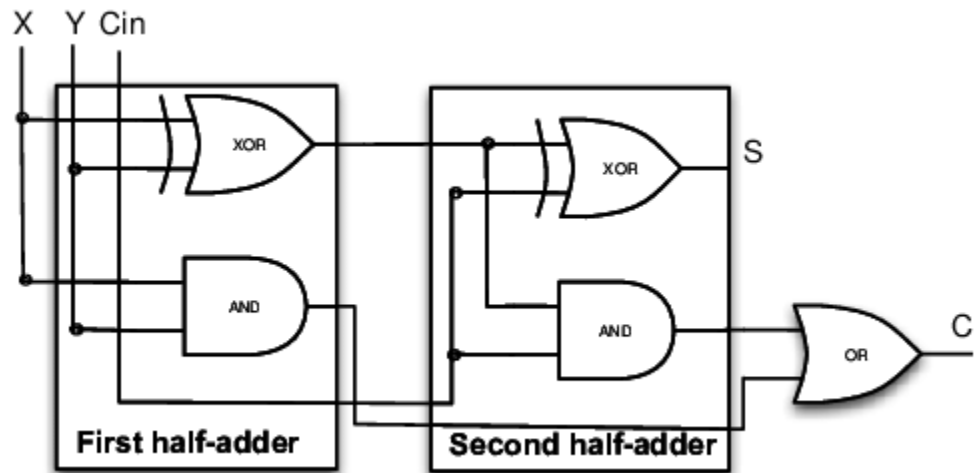 X Y Cin
XOR
XOR
S
AND
AND
OR
C
First half-adder
Second half-adder